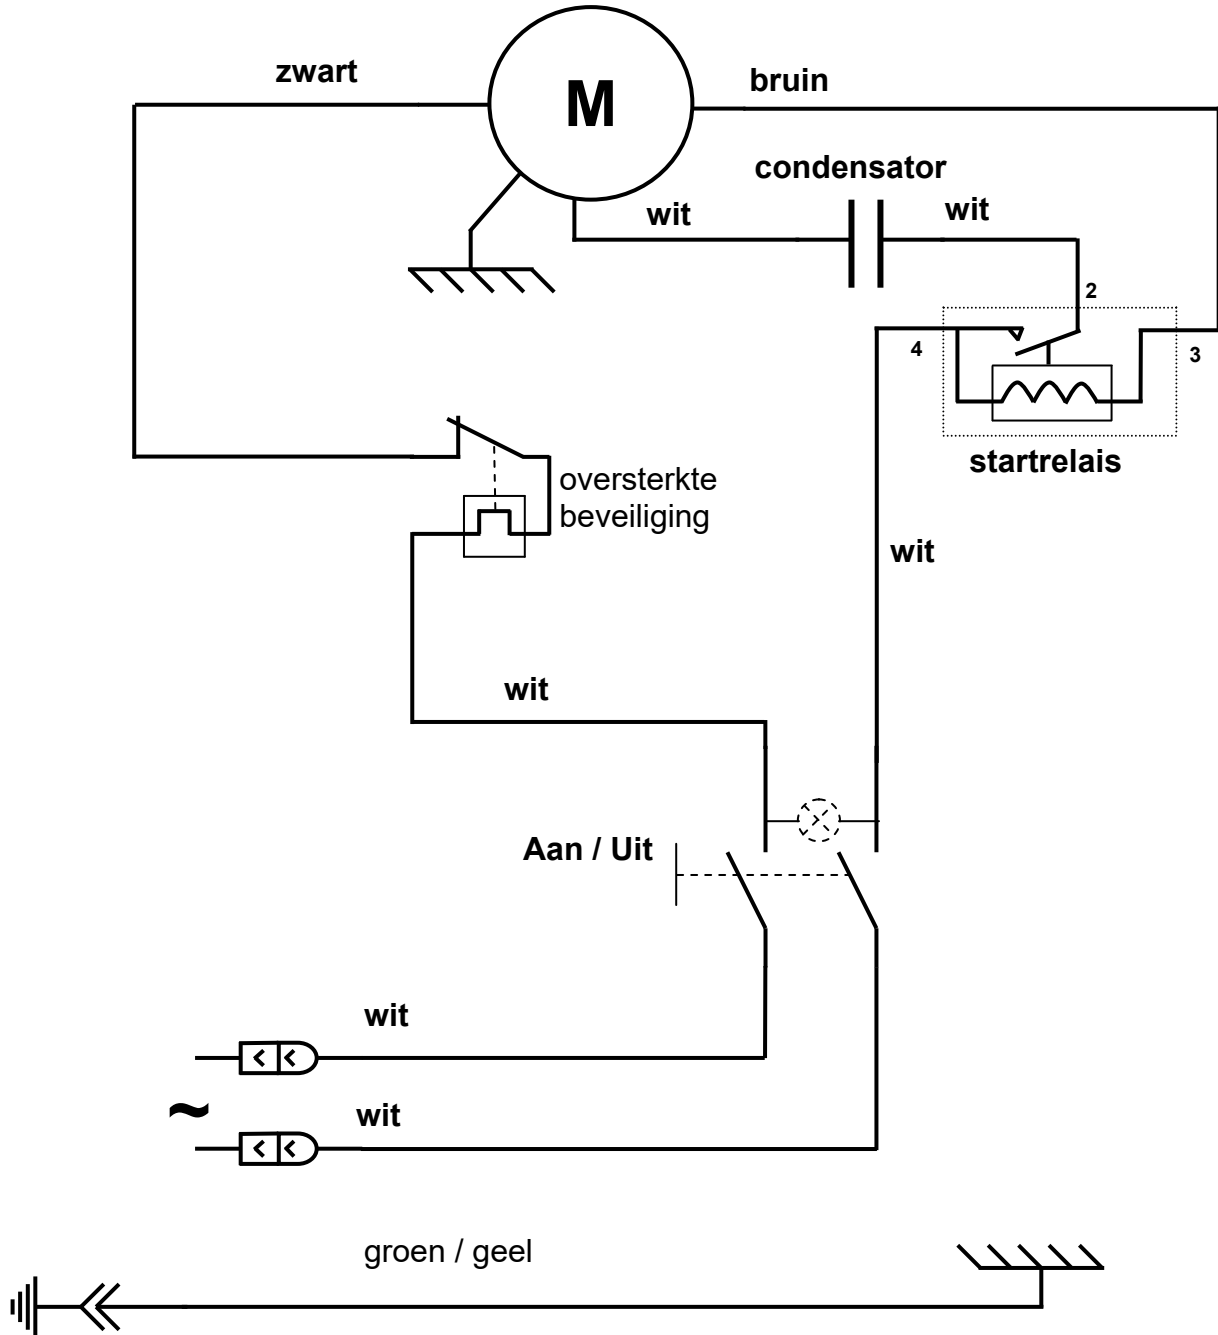 zwart
M
bruin
condensator
wit
wit
2
4
3
startrelais
oversterkte
beveiliging
wit
wit
Aan / Uit
wit
~
wit
groen / geel